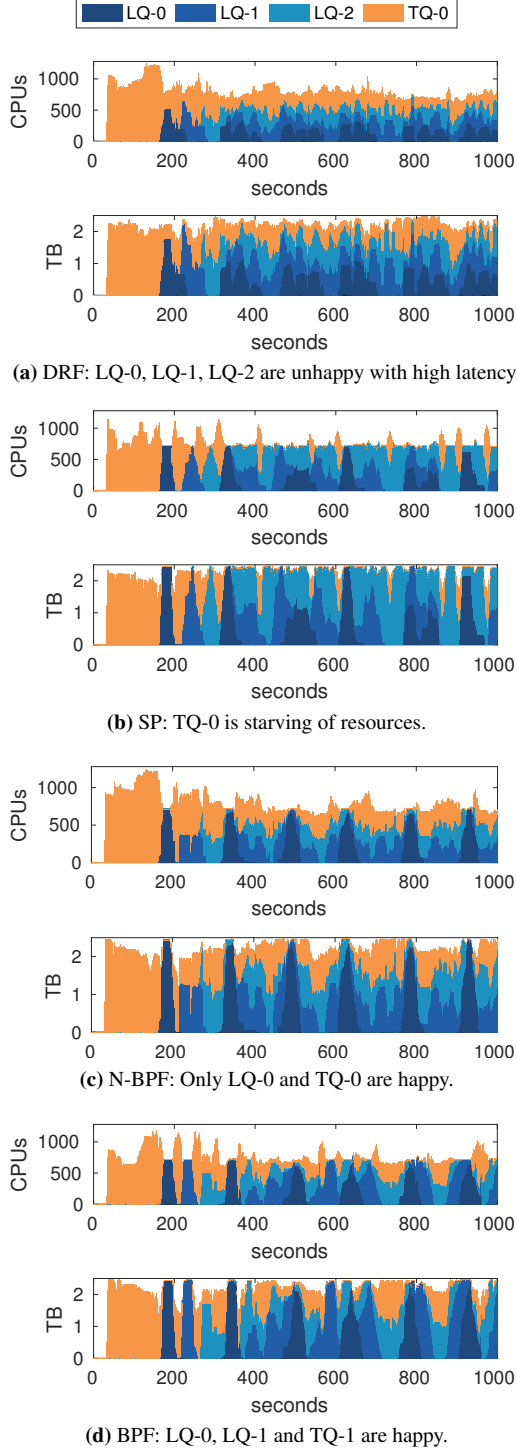 LQ-0 LQ-1 LQ-2 TQ-0
1000
500
0
CPUs
0 200 400 600 800 1000
seconds
2
1
0
TB
0 200 400 600 800 1000
seconds
(a) DRF: LQ-0, LQ-1, LQ-2 are unhappy with high latency
1000
500
0
CPUs
0 200 400 600 800 1000
seconds
2
1
0
TB
0 200 400 600 800 1000
seconds
(b) SP: TQ-0 is starving of resources.
1000
500
0
CPUs
0 200 400 600 800 1000
seconds
2
1
0
TB
0 200 400 600 800 1000
seconds
(c) N-BPF: Only LQ-0 and TQ-0 are happy.
1000
500
0
CPUs
0 200 400 600 800 1000
seconds
2
1
0
TB
0 200 400 600 800 1000
seconds
(d) BPF: LQ-0, LQ-1 and TQ-1 are happy.